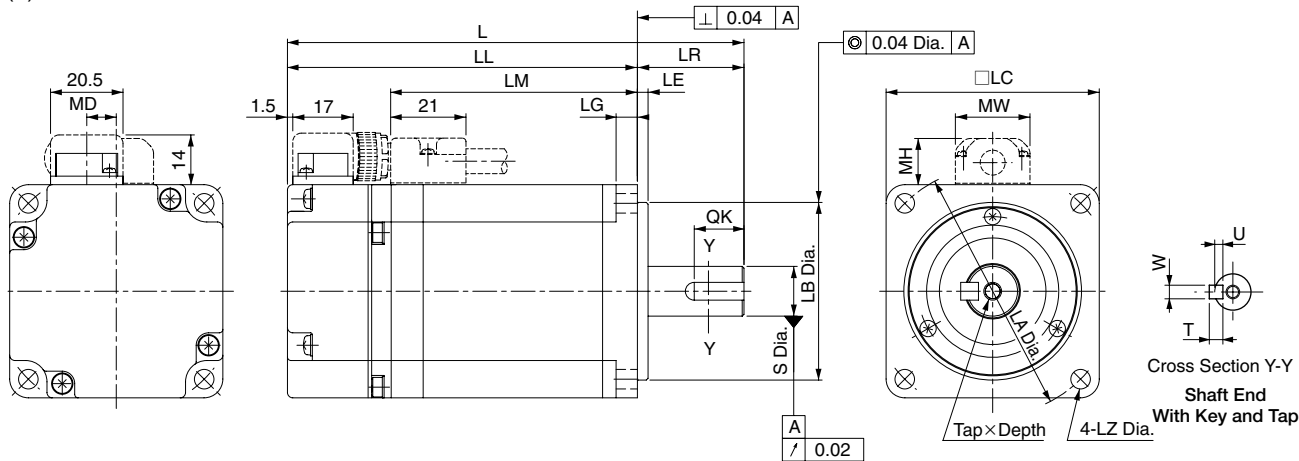 ⊥ 0.04 A
L
◎ 0.04 Dia. A
LL
LR
20.5
LM
LE
□LC
MD
1.5
17
21
LG
MW
14
MH
QK
Y
U
W
LB Dia.
LA Dia.
T
Y
S Dia.
Cross Section Y-Y
Shaft End
With Key and Tap
A
↗ 0.02
Tap×Depth
4-LZ Dia.